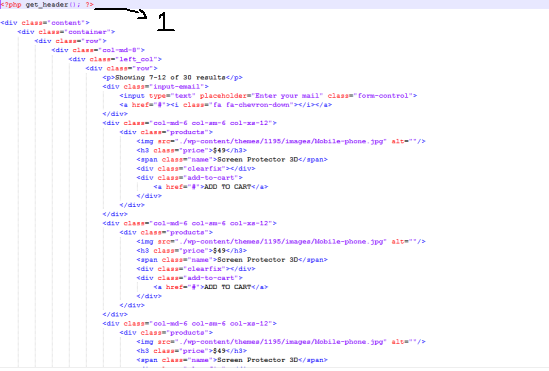 <?php get_header(); ?>
1
<div class="content">
<div class="container">
<div class="row">
<div class="col-md-8">
<div class="left_col">
<div class="row">
<p>Showing 7-12 of 30 results</p>
<div class="input-email">
<input type="text" placeholder="Enter your mail" class="form-control">
<a href="#"><i class="fa fa-chevron-down"></i></a>
</div>
<div class="col-md-6 col-sm-6 col-xs-12">
<div class="products">
<img src="./wp-content/themes/1195/images/Mobile-phone.jpg" alt=""/>
<h3 class="price">$49</h3>
<span class="name">Screen Protector 3D</span>
<div class="clearfix"></div>
<div class="add-to-cart">
<a href="#">ADD TO CART</a>
</div>
</div>
</div>
<div class="col-md-6 col-sm-6 col-xs-12">
<div class="products">
<img src="./wp-content/themes/1195/images/Mobile-phone.jpg" alt=""/>
<h3 class="price">$49</h3>
<span class="name">Screen Protector 3D</span>
<div class="clearfix"></div>
<div class="add-to-cart">
<a href="#">ADD TO CART</a>
</div>
</div>
</div>
<div class="col-md-6 col-sm-6 col-xs-12">
<div class="products">
<img src="./wp-content/themes/1195/images/Mobile-phone.jpg" alt=""/>
<h3 class="price">$49</h3>
<span class="name">Screen Protector 3D</span>